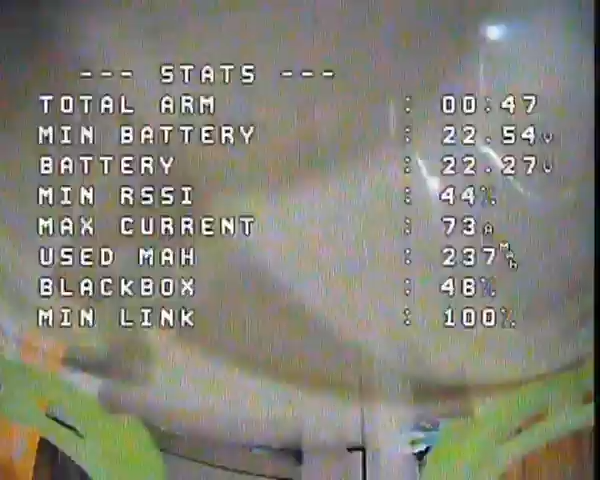 --- STATS ---
TOTAL ARM : 00:47
MIN BATTERY : 22.54V
BATTERY : 22.27V
MIN RSSI : 44%
MAX CURRENT : 73A
USED MAH : 237mAh
BLACKBOX : 48%
MIN LINK : 100%